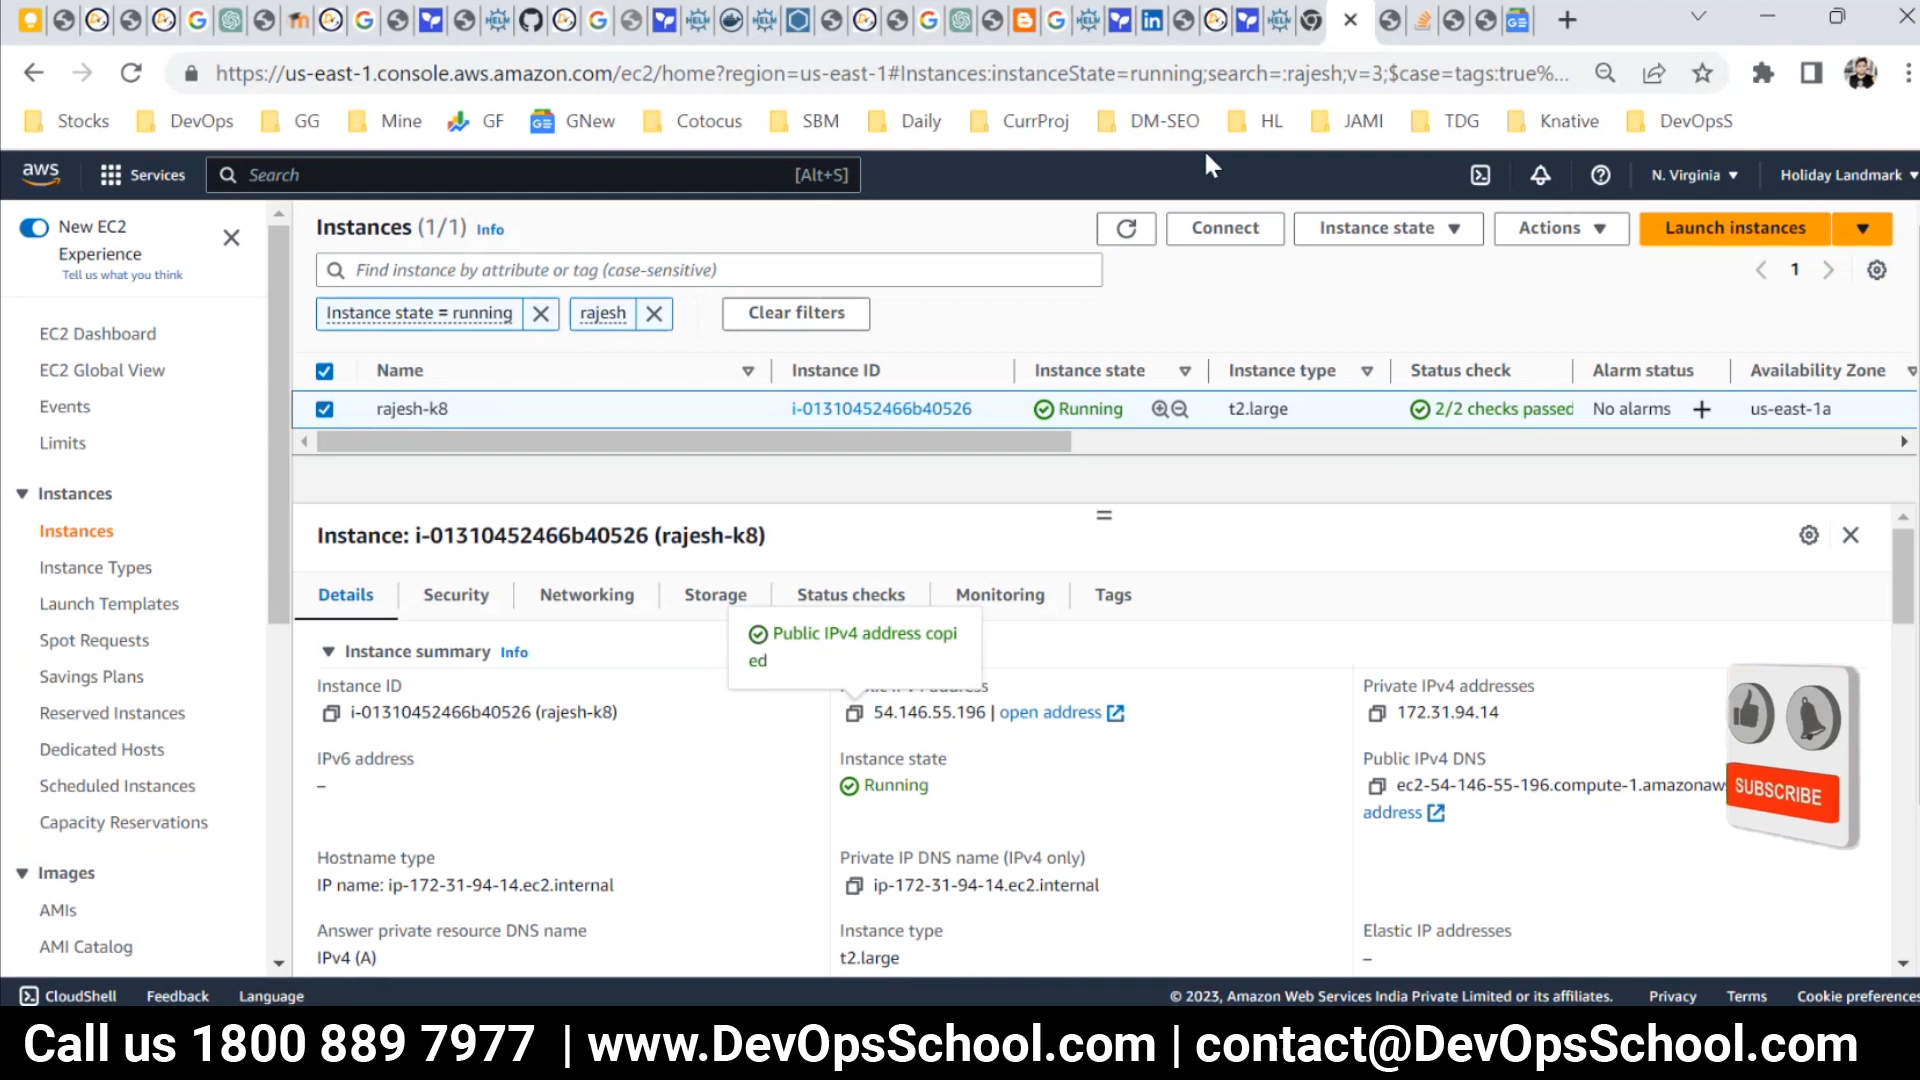 https://us-east-1.console.aws.amazon.com/ec2/home?region=us-east-1#Instances:instanceState=running;search=:rajesh;v=3;$case=tags:true%...
Stocks DevOps GG Mine GF GNew Cotocus SBM Daily CurrProj DM-SEO HL JAMI TDG Knative DevOpsS
aws Services Search [Alt+S] N. Virginia Holiday Landmark
New EC2
Experience
Tell us what you think
EC2 Dashboard
EC2 Global View
Events
Limits
Instances
Instances
Instance Types
Launch Templates
Spot Requests
Savings Plans
Reserved Instances
Dedicated Hosts
Scheduled Instances
Capacity Reservations
Images
AMIs
AMI Catalog
Instances (1/1) Info
Connect Instance state Actions Launch instances
Find instance by attribute or tag (case-sensitive)
1
Instance state = running rajesh Clear filters
Name Instance ID Instance state Instance type Status check Alarm status Availability Zone
rajesh-k8 i-01310452466b40526 Running t2.large 2/2 checks passed No alarms + us-east-1a
Instance: i-01310452466b40526 (rajesh-k8)
Details Security Networking Storage Status checks Monitoring Tags
Public IPv4 address copi
ed
Instance summary Info
Instance ID
i-01310452466b40526 (rajesh-k8)
54.146.55.196 | open address
Private IPv4 addresses
172.31.94.14
IPv6 address
–
Instance state
Running
Public IPv4 DNS
ec2-54-146-55-196.compute-1.amazonaw
address
SUBSCRIBE
Hostname type
IP name: ip-172-31-94-14.ec2.internal
Private IP DNS name (IPv4 only)
ip-172-31-94-14.ec2.internal
Answer private resource DNS name
IPv4 (A)
Instance type
t2.large
Elastic IP addresses
–
CloudShell Feedback Language © 2023, Amazon Web Services India Private Limited or its affiliates. Privacy Terms Cookie preferences
Call us 1800 889 7977 | www.DevOpsSchool.com | contact@DevOpsSchool.com